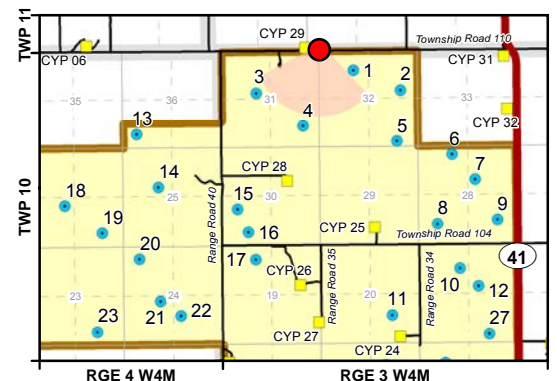 TWP 11
CYP 29
Township Road 110
CYP 06
CYP 31
3
1
2
35
36
31
32
33
CYP 32
4
13
5
6
TWP 10
CYP 28
7
14
18
25
30
29
28
15
8
9
19
Range Road 40
16
CYP 25
Township Road 104
20
17
CYP 26
Range Road 35
Range Road 34
41
10
23
24
19
20
12
21
22
11
23
CYP 27
27
CYP 24
RGE 4 W4M
RGE 3 W4M